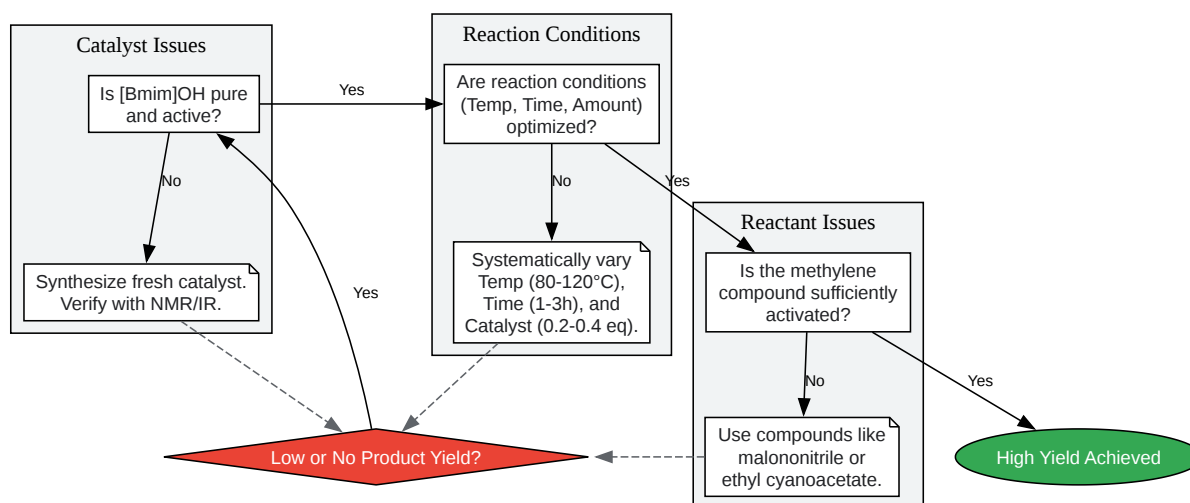 Catalyst Issues
Is [Bmim]OH pure
and active?
No
Synthesize fresh catalyst.
Verify with NMR/IR.
Yes
Reaction Conditions
Are reaction conditions
(Temp, Time, Amount)
optimized?
No
Yes
Systematically vary
Temp (80-120°C),
Time (1-3h), and
Catalyst (0.2-0.4 eq).
Reactant Issues
Is the methylene
compound sufficiently
activated?
No
Yes
Use compounds like
malononitrile or
ethyl cyanoacetate.
Yes
Low or No Product Yield?
High Yield Achieved